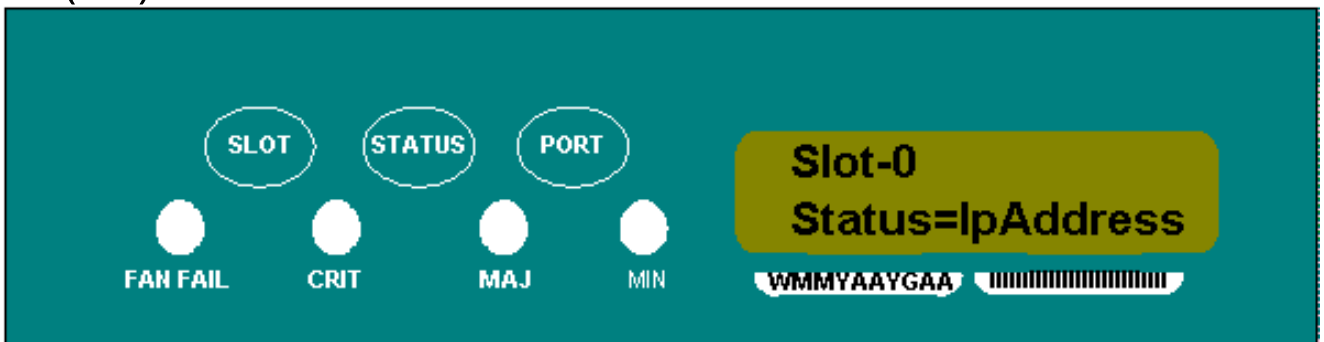 SLOT STATUS PORT
Slot-0
Status=IpAddress
FAN FAIL CRIT MAJ MIN
WMMYAAYGAA